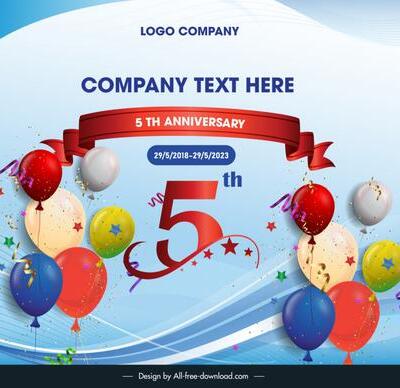 LOGO COMPANY
COMPANY TEXT HERE
5 TH ANNIVERSARY
29/5/2018-29/5/2023
5th
Design by All-free-download.com